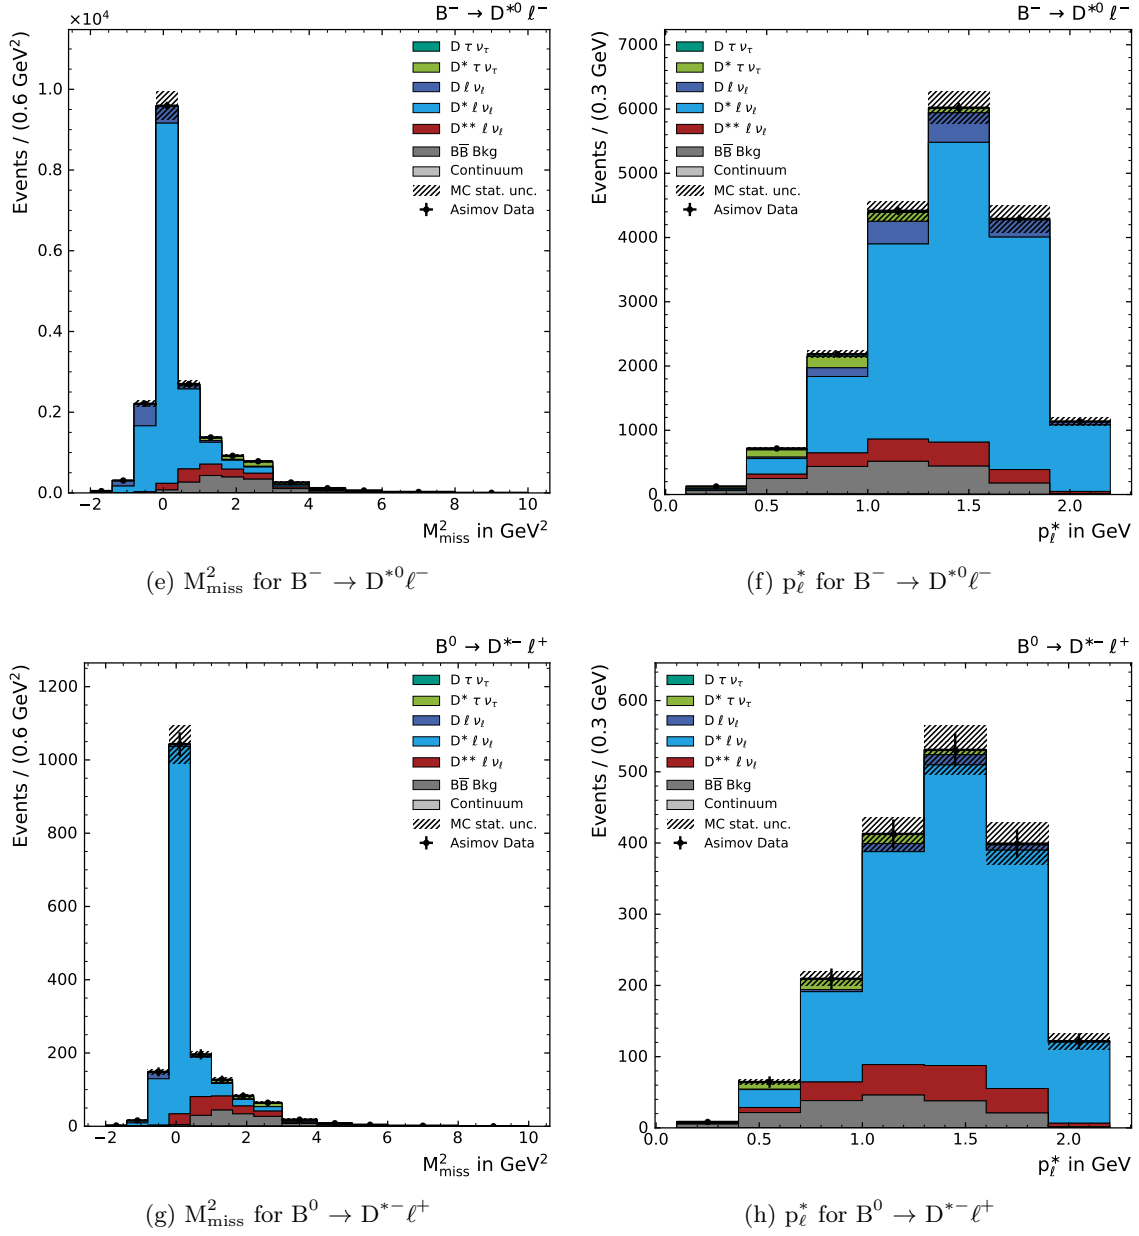 ×10⁴
B⁻ → D*⁰ ℓ⁻
Events / (0.6 GeV²)
1.0
0.8
0.6
0.4
0.2
0.0
D τ ν_τ
D* τ ν_τ
D ℓ ν_ℓ
D* ℓ ν_ℓ
D** ℓ ν_ℓ
BB̅ Bkg
Continuum
MC stat. unc.
Asimov Data
−2 0 2 4 6 8 10
M²_miss in GeV²
(e) M²_miss for B⁻ → D*⁰ℓ⁻
B⁻ → D*⁰ ℓ⁻
Events / (0.3 GeV)
7000
6000
5000
4000
3000
2000
1000
0
D τ ν_τ
D* τ ν_τ
D ℓ ν_ℓ
D* ℓ ν_ℓ
D** ℓ ν_ℓ
BB̅ Bkg
Continuum
MC stat. unc.
Asimov Data
0.0 0.5 1.0 1.5 2.0
p*_ℓ in GeV
(f) p*_ℓ for B⁻ → D*⁰ℓ⁻
B⁰ → D*⁻ ℓ⁺
Events / (0.6 GeV²)
1200
1000
800
600
400
200
0
D τ ν_τ
D* τ ν_τ
D ℓ ν_ℓ
D* ℓ ν_ℓ
D** ℓ ν_ℓ
BB̅ Bkg
Continuum
MC stat. unc.
Asimov Data
−2 0 2 4 6 8 10
M²_miss in GeV²
(g) M²_miss for B⁰ → D*⁻ℓ⁺
B⁰ → D*⁻ ℓ⁺
Events / (0.3 GeV)
600
500
400
300
200
100
0
D τ ν_τ
D* τ ν_τ
D ℓ ν_ℓ
D* ℓ ν_ℓ
D** ℓ ν_ℓ
BB̅ Bkg
Continuum
MC stat. unc.
Asimov Data
0.0 0.5 1.0 1.5 2.0
p*_ℓ in GeV
(h) p*_ℓ for B⁰ → D*⁻ℓ⁺